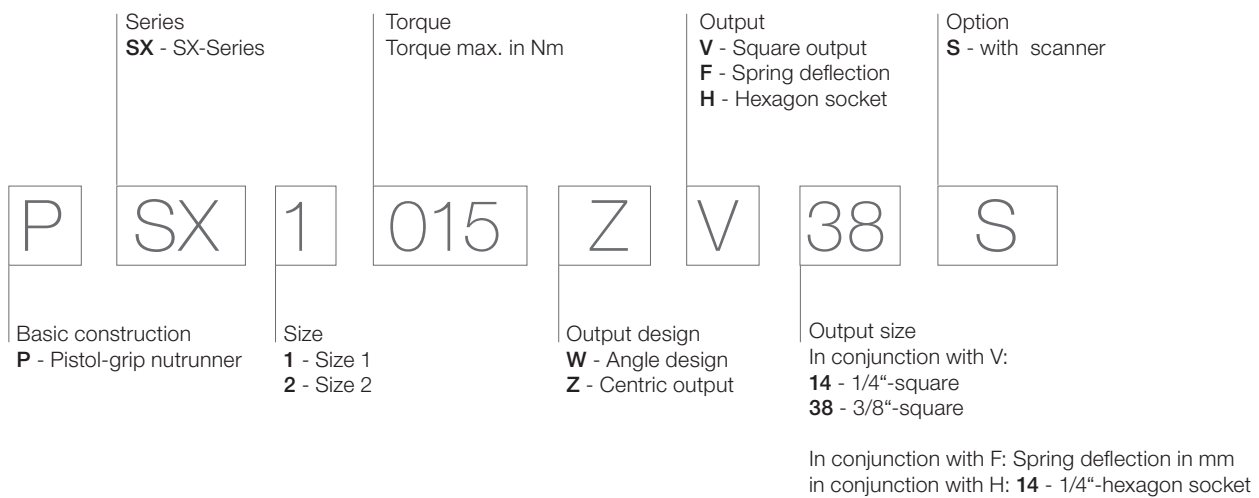 Series
SX - SX-Series
Torque
Torque max. in Nm
Output
V - Square output
F - Spring deflection
H - Hexagon socket
Option
S - with  scanner
P SX 1 015 Z V 38 S
Basic construction
P - Pistol-grip nutrunner
Size
1 - Size 1
2 - Size 2
Output design
W - Angle design
Z - Centric output
Output size
In conjunction with V:
14 - 1/4“-square
38 - 3/8“-square
In conjunction with F: Spring deflection in mm
in conjunction with H: 14 - 1/4“-hexagon socket